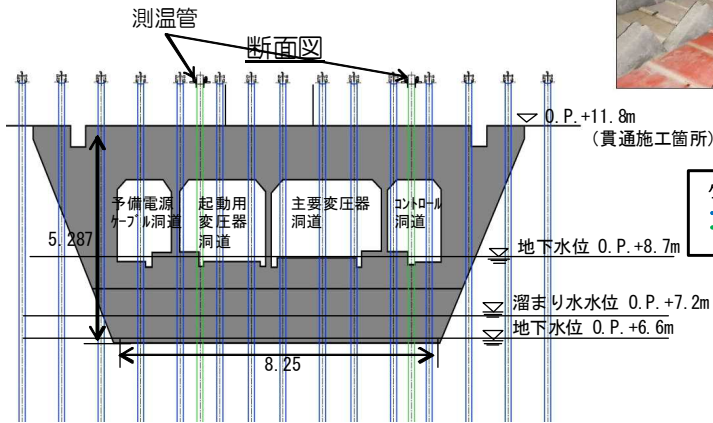 測温管
断面図
O.P.+11.8m
(貫通施工箇所)
予備電源
ケーブル洞道
起動用
変圧器
洞道
主要変圧器
洞道
コントロール
洞道
5.287
地下水位 O.P.+8.7m
溜まり水水位 O.P.+7.2m
地下水位 O.P.+6.6m
8.25